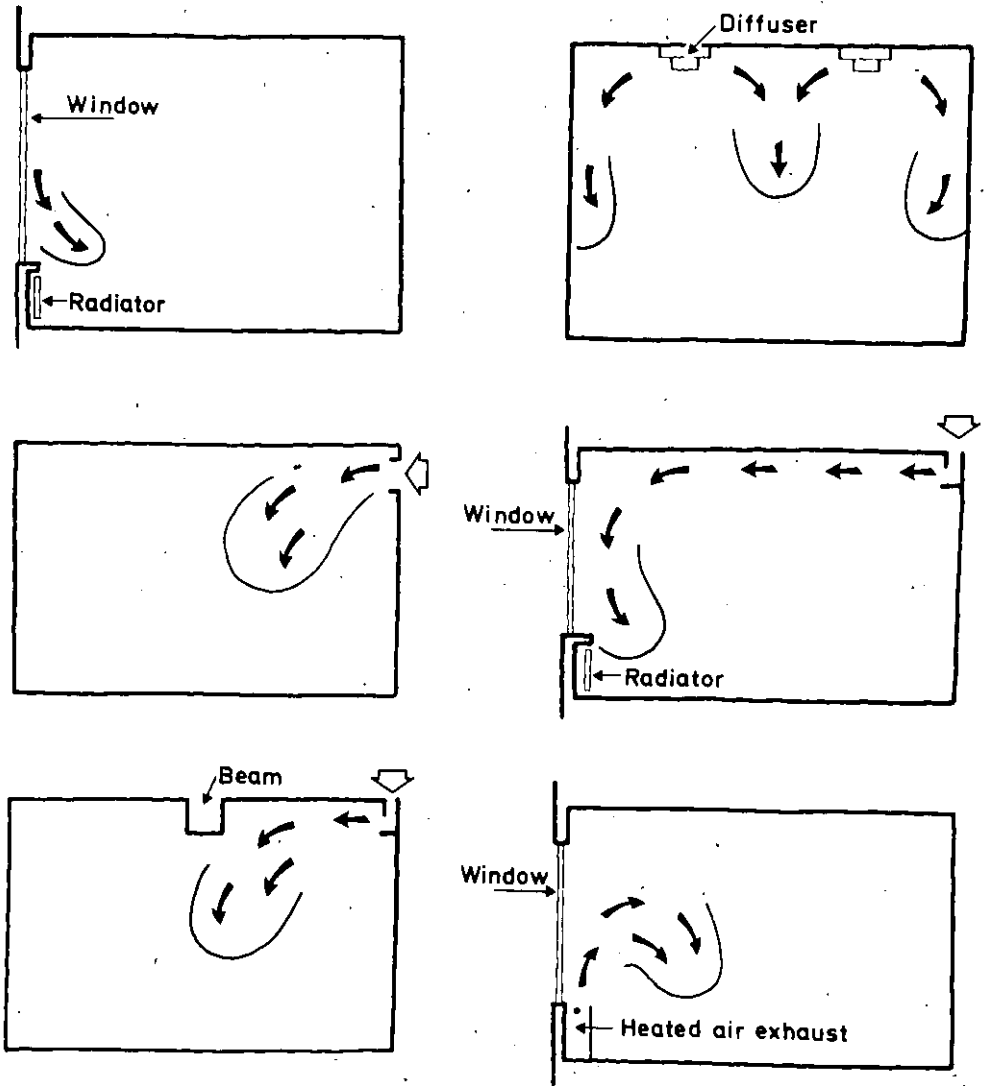 Diffuser
Window
Radiator
Window
Radiator
Beam
Window
Heated air exhaust